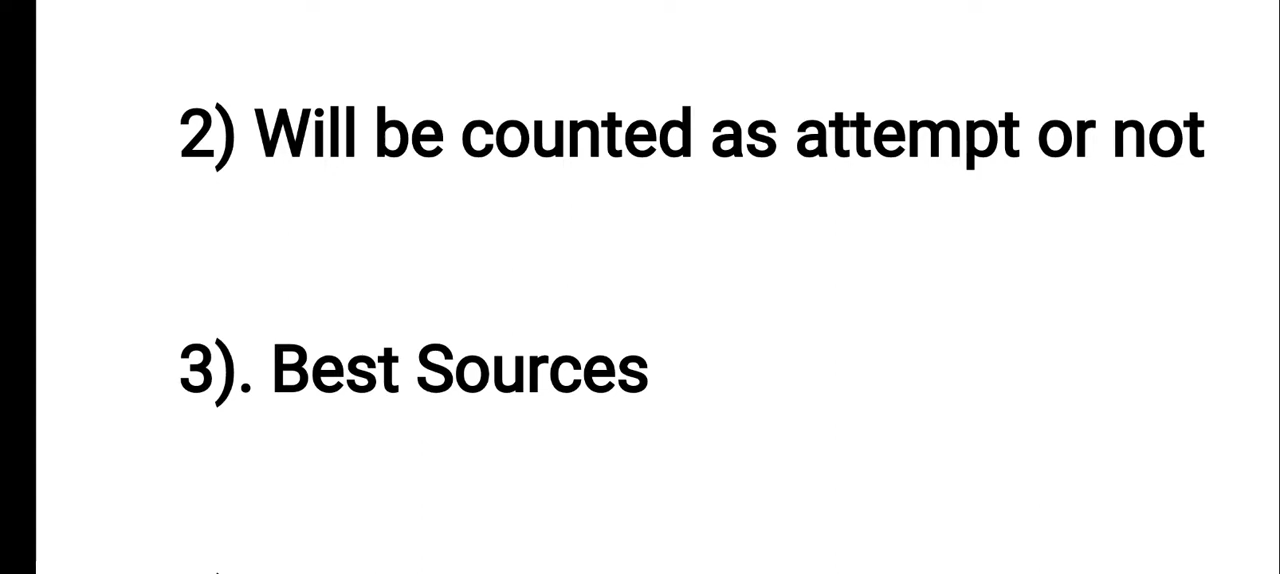 2) Will be counted as attempt or not
3). Best Sources